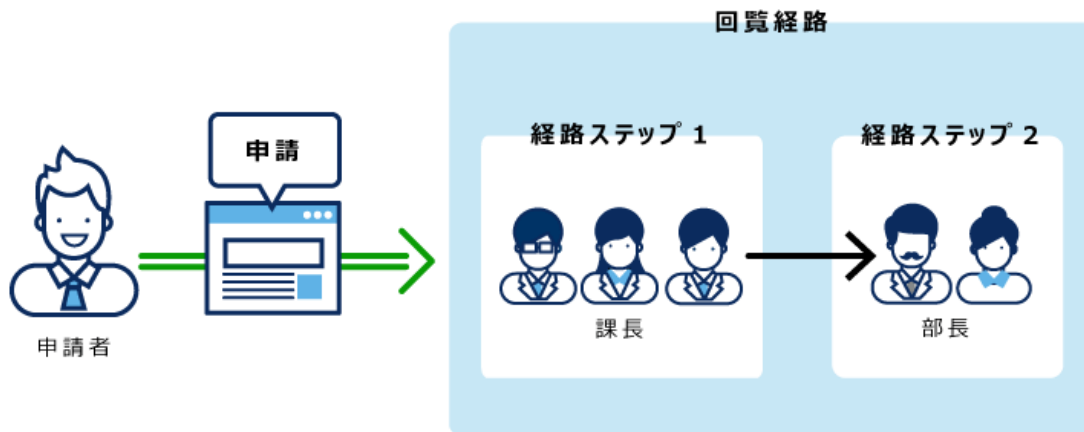 回覧経路
申請
経路ステップ 1
経路ステップ 2
申請者
課長
部長